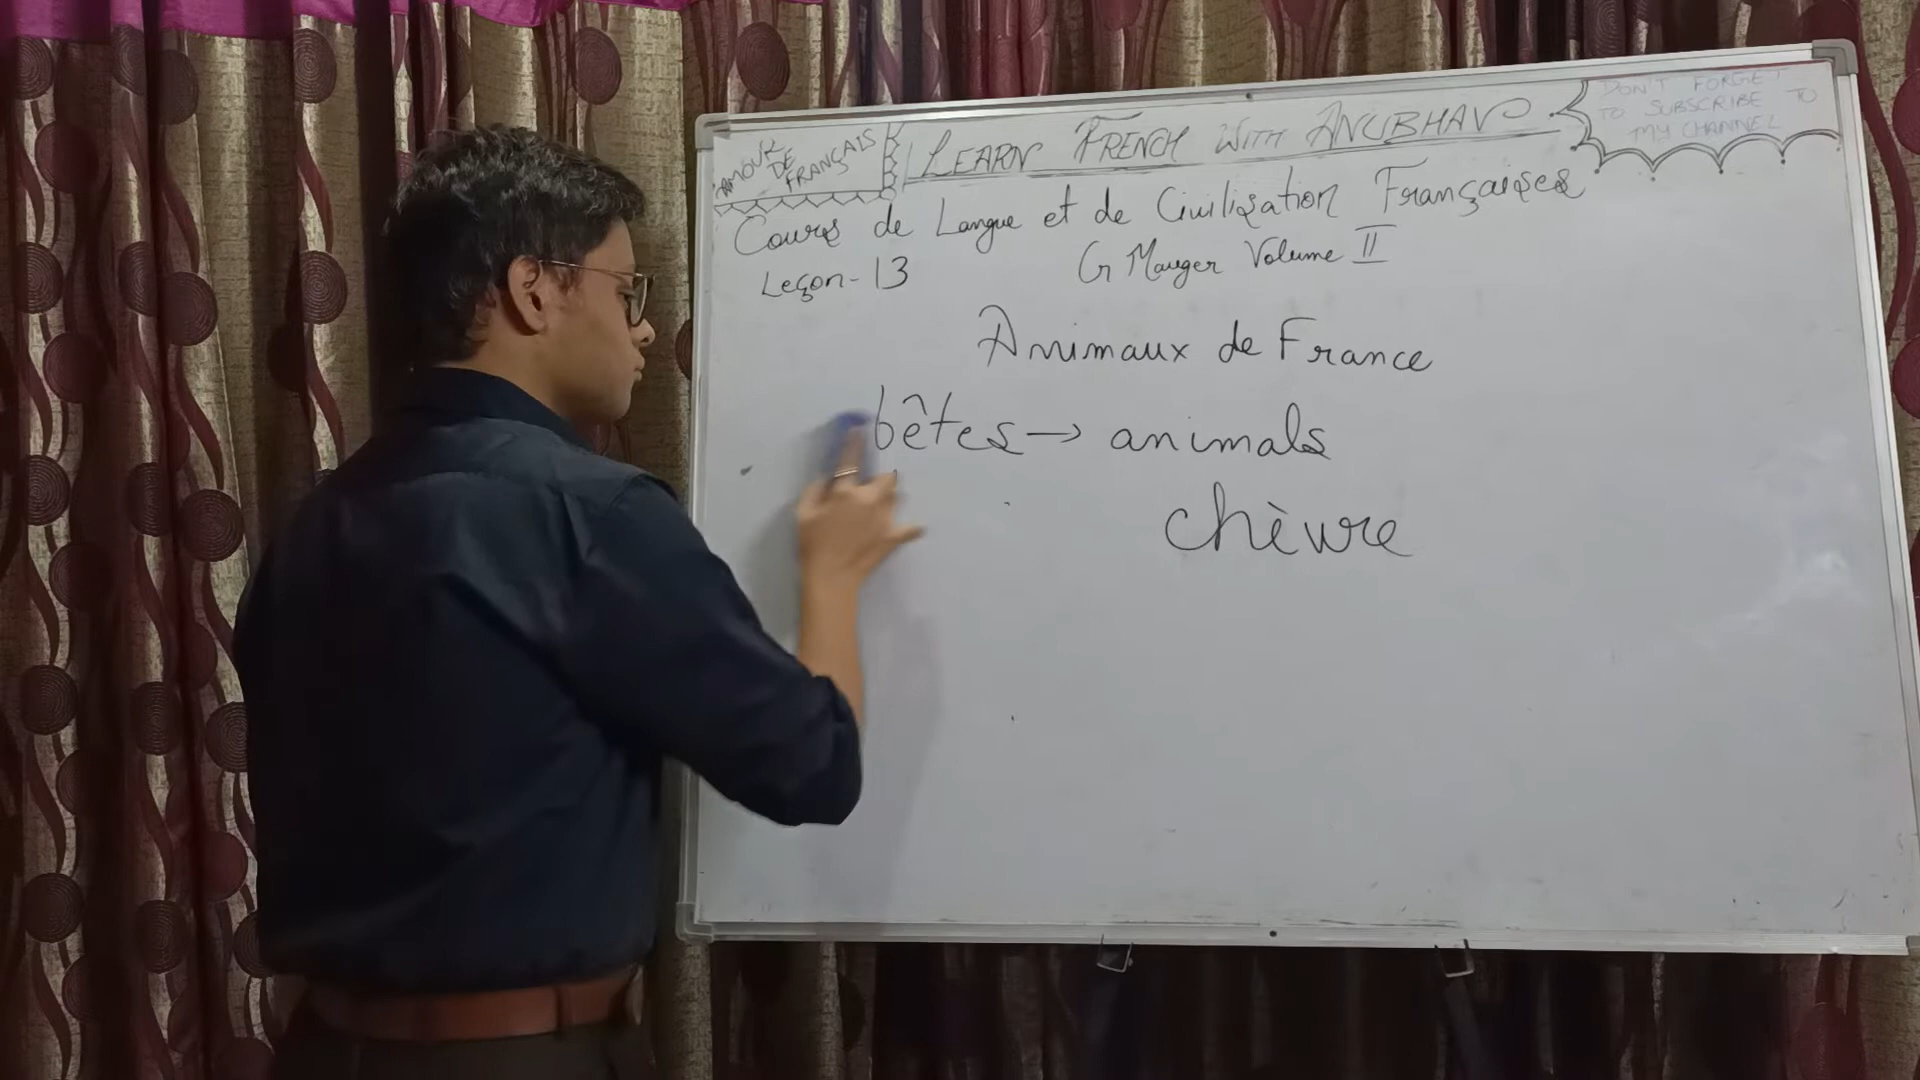 AMOUR
DE
FRANÇAIS
LEARN FRENCH WITH ANUBHAV
DON'T FORGET
TO SUBSCRIBE TO
MY CHANNEL
Cours de Langue et de Civilisation Françaises
Leçon-13
G Mauger Volume II
Animaux de France
bêtes → animals
chèvre